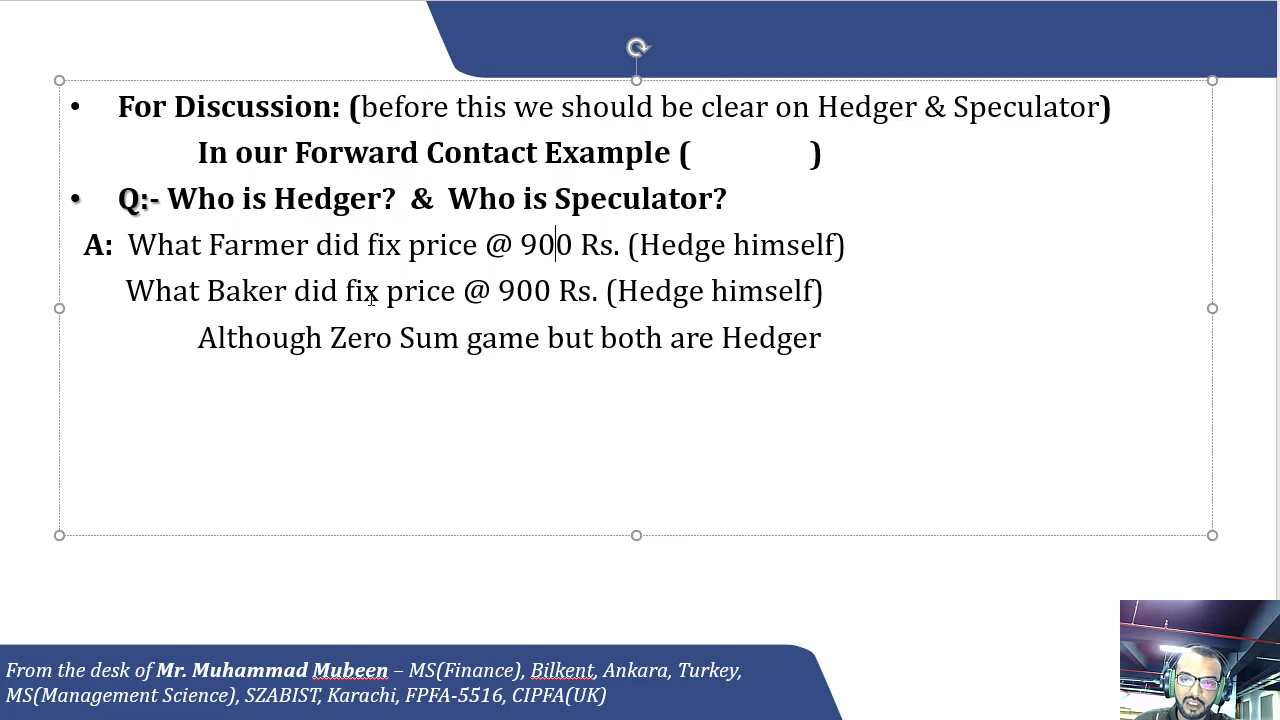 • For Discussion: (before this we should be clear on Hedger & Speculator)
In our Forward Contact Example ( )
• Q:- Who is Hedger? & Who is Speculator?
A: What Farmer did fix price @ 900 Rs. (Hedge himself)
What Baker did fix price @ 900 Rs. (Hedge himself)
Although Zero Sum game but both are Hedger
From the desk of Mr. Muhammad Mubeen – MS(Finance), Bilkent, Ankara, Turkey,
MS(Management Science), SZABIST, Karachi, FPFA-5516, CIPFA(UK)